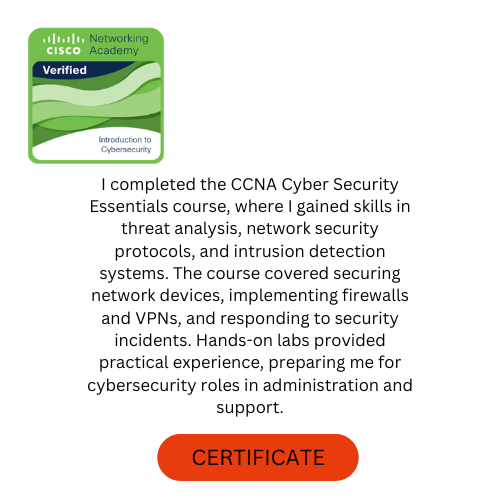 CISCO Networking
Academy
Verified
Introduction to
Cybersecurity
I completed the CCNA Cyber Security
Essentials course, where I gained skills in
threat analysis, network security
protocols, and intrusion detection
systems. The course covered securing
network devices, implementing firewalls
and VPNs, and responding to security
incidents. Hands-on labs provided
practical experience, preparing me for
cybersecurity roles in administration and
support.
CERTIFICATE